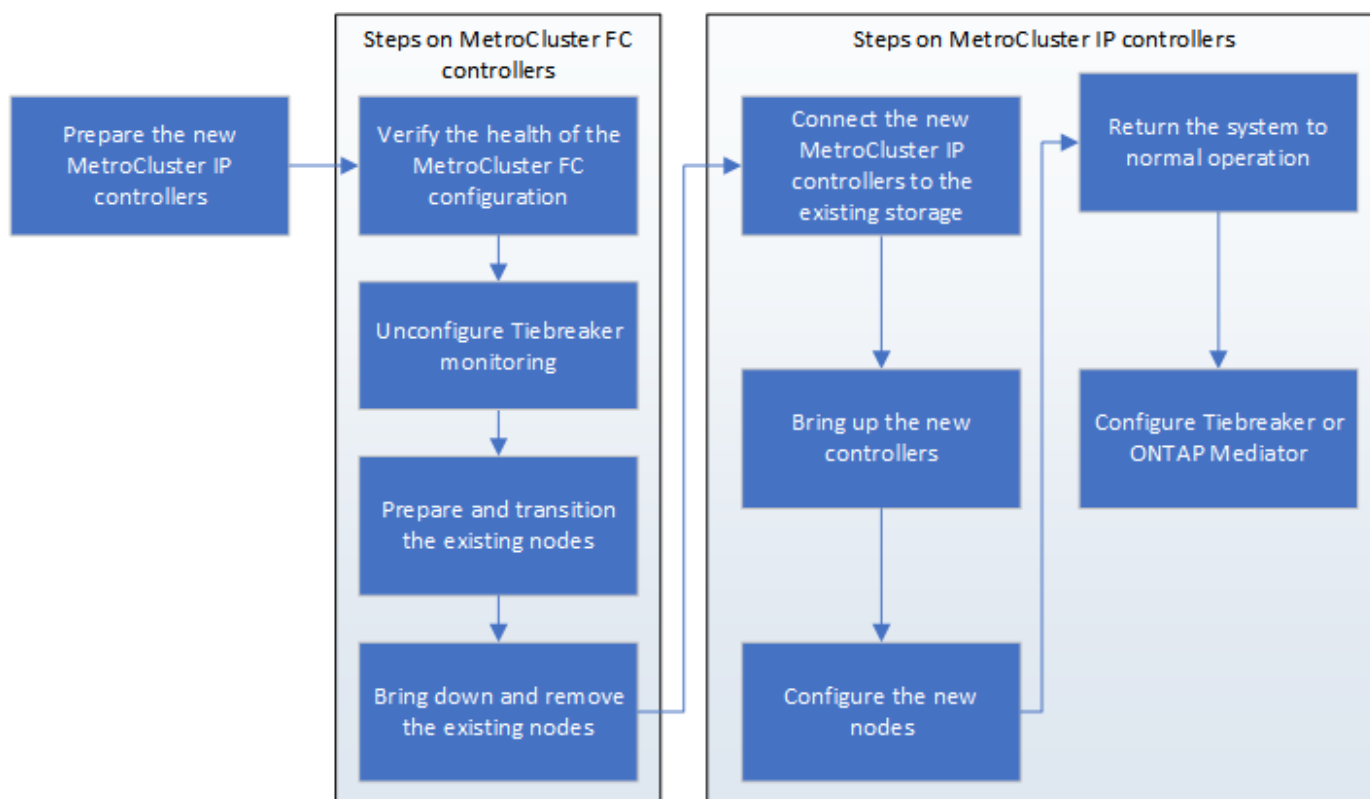 Steps on MetroCluster FC
controllers
Steps on MetroCluster IP controllers
Prepare the new
MetroCluster IP
controllers
Verify the health of the
MetroCluster FC
configuration
Unconfigure Tiebreaker
monitoring
Prepare and transition
the existing nodes
Bring down and remove
the existing nodes
Connect the new
MetroCluster IP
controllers to the
existing storage
Bring up the new
controllers
Configure the new
nodes
Return the system to
normal operation
Configure Tiebreaker or
ONTAP Mediator